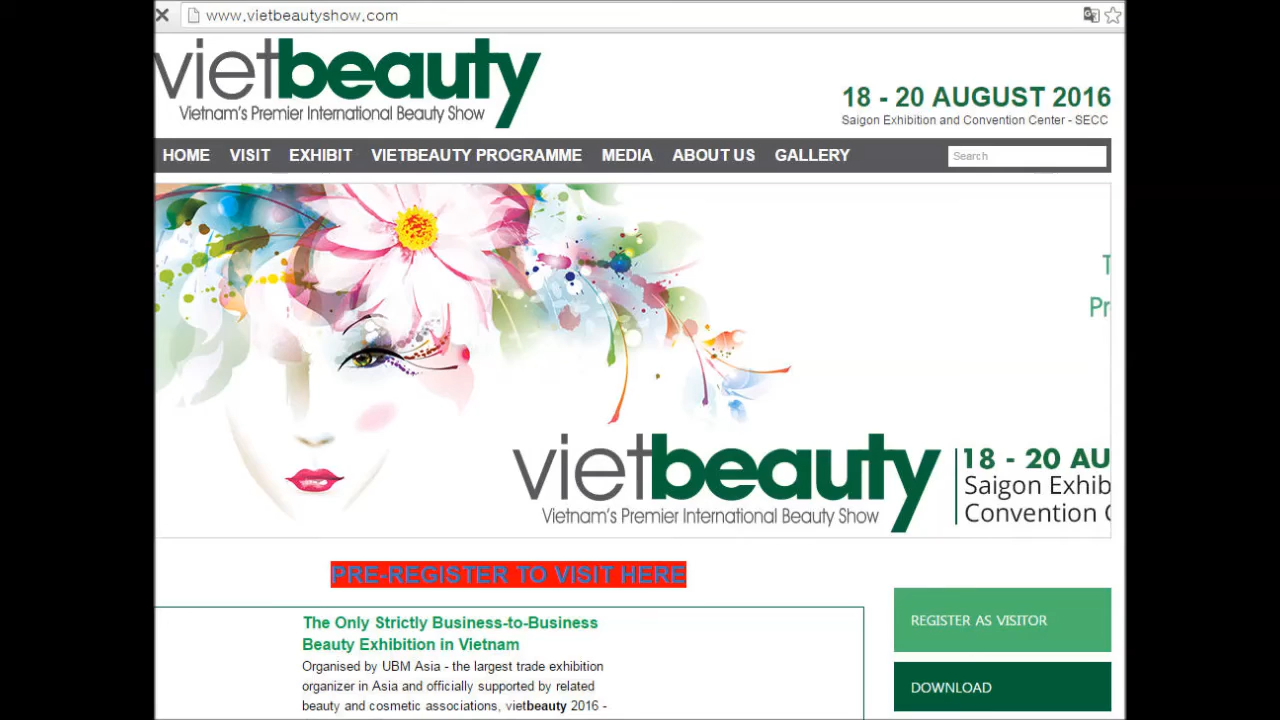 www.vietbeautyshow.com
vietbeauty
Vietnam's Premier International Beauty Show
18 - 20 AUGUST 2016
Saigon Exhibition and Convention Center - SECC
HOME VISIT EXHIBIT VIETBEAUTY PROGRAMME MEDIA ABOUT US GALLERY Search
T
Pr
vietbeauty
Vietnam's Premier International Beauty Show
18 - 20 AU
Saigon Exhib
Convention C
PRE-REGISTER TO VISIT HERE
The Only Strictly Business-to-Business
Beauty Exhibition in Vietnam
Organised by UBM Asia - the largest trade exhibition
organizer in Asia and officially supported by related
beauty and cosmetic associations, vietbeauty 2016 -
REGISTER AS VISITOR
DOWNLOAD